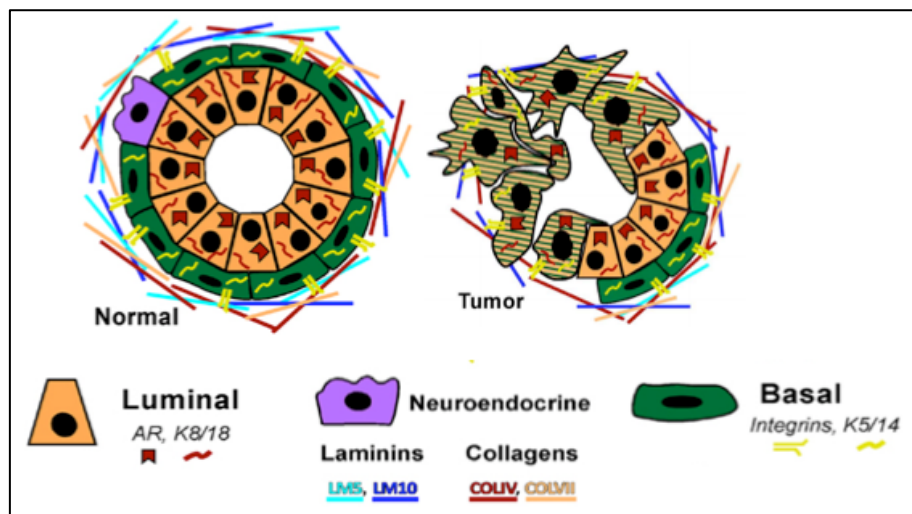 Normal
Tumor
Luminal
AR, K8/18
Neuroendocrine
Laminins
LM5, LM10
Collagens
COLIV, COLVII
Basal
Integrins, K5/14